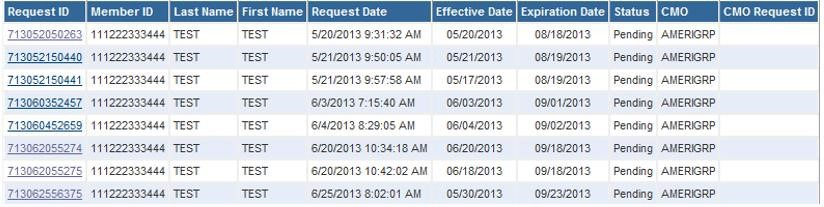 Request ID Member ID Last Name First Name Request Date Effective Date Expiration Date Status CMO CMO Request ID
713052050263 111222333444 TEST TEST 5/20/2013 9:31:32 AM 05/20/2013 08/18/2013 Pending AMERIGRP
713052150440 111222333444 TEST TEST 5/21/2013 9:50:05 AM 05/21/2013 08/19/2013 Pending AMERIGRP
713052150441 111222333444 TEST TEST 5/21/2013 9:57:58 AM 05/17/2013 08/19/2013 Pending AMERIGRP
713060352457 111222333444 TEST TEST 6/3/2013 7:15:40 AM 06/03/2013 09/01/2013 Pending AMERIGRP
713060452659 111222333444 TEST TEST 6/4/2013 8:29:05 AM 06/04/2013 09/02/2013 Pending AMERIGRP
713062055274 111222333444 TEST TEST 6/20/2013 10:34:18 AM 06/20/2013 09/18/2013 Pending AMERIGRP
713062055275 111222333444 TEST TEST 6/20/2013 10:42:02 AM 06/18/2013 09/18/2013 Pending AMERIGRP
713062556375 111222333444 TEST TEST 6/25/2013 8:02:01 AM 05/30/2013 09/23/2013 Pending AMERIGRP